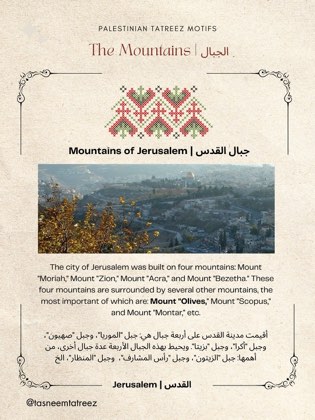 PALESTINIAN TATREEZ MOTIFS
The Mountains | الجبال
Mountains of Jerusalem | جبال القدس
The city of Jerusalem was built on four mountains: Mount
"Moriah," Mount "Zion," Mount "Acra," and Mount "Bezetha." These
four mountains are surrounded by several other mountains, the
most important of which are: Mount "Olives," Mount "Scopus,"
and Mount "Montar," etc.
أقيمت مدينة القدس على أربعة جبال هي: جبل "الموريا"، وجبل "صهيون"،
وجبل "أكرا"، وجبل "بزيتا". ويحيط بهذه الجبال الأربعة عدة جبال أخرى، من
أهمها: جبل "الزيتون"، وجبل "رأس المشارف"، وجبل "المنطار"، الخ
Jerusalem | القدس
@tasneemtatreez